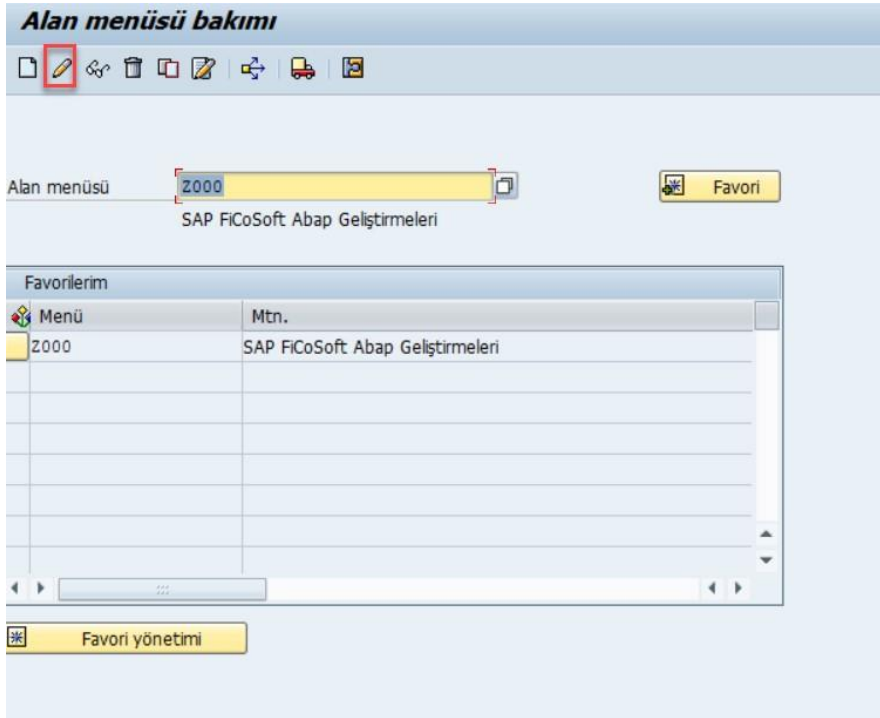 Alan menüsü bakımı
Alan menüsü Z000 Favori
SAP FiCoSoft Abap Geliştirmeleri
Favorilerim
Menü Mtn.
Z000 SAP FiCoSoft Abap Geliştirmeleri
Favori yönetimi